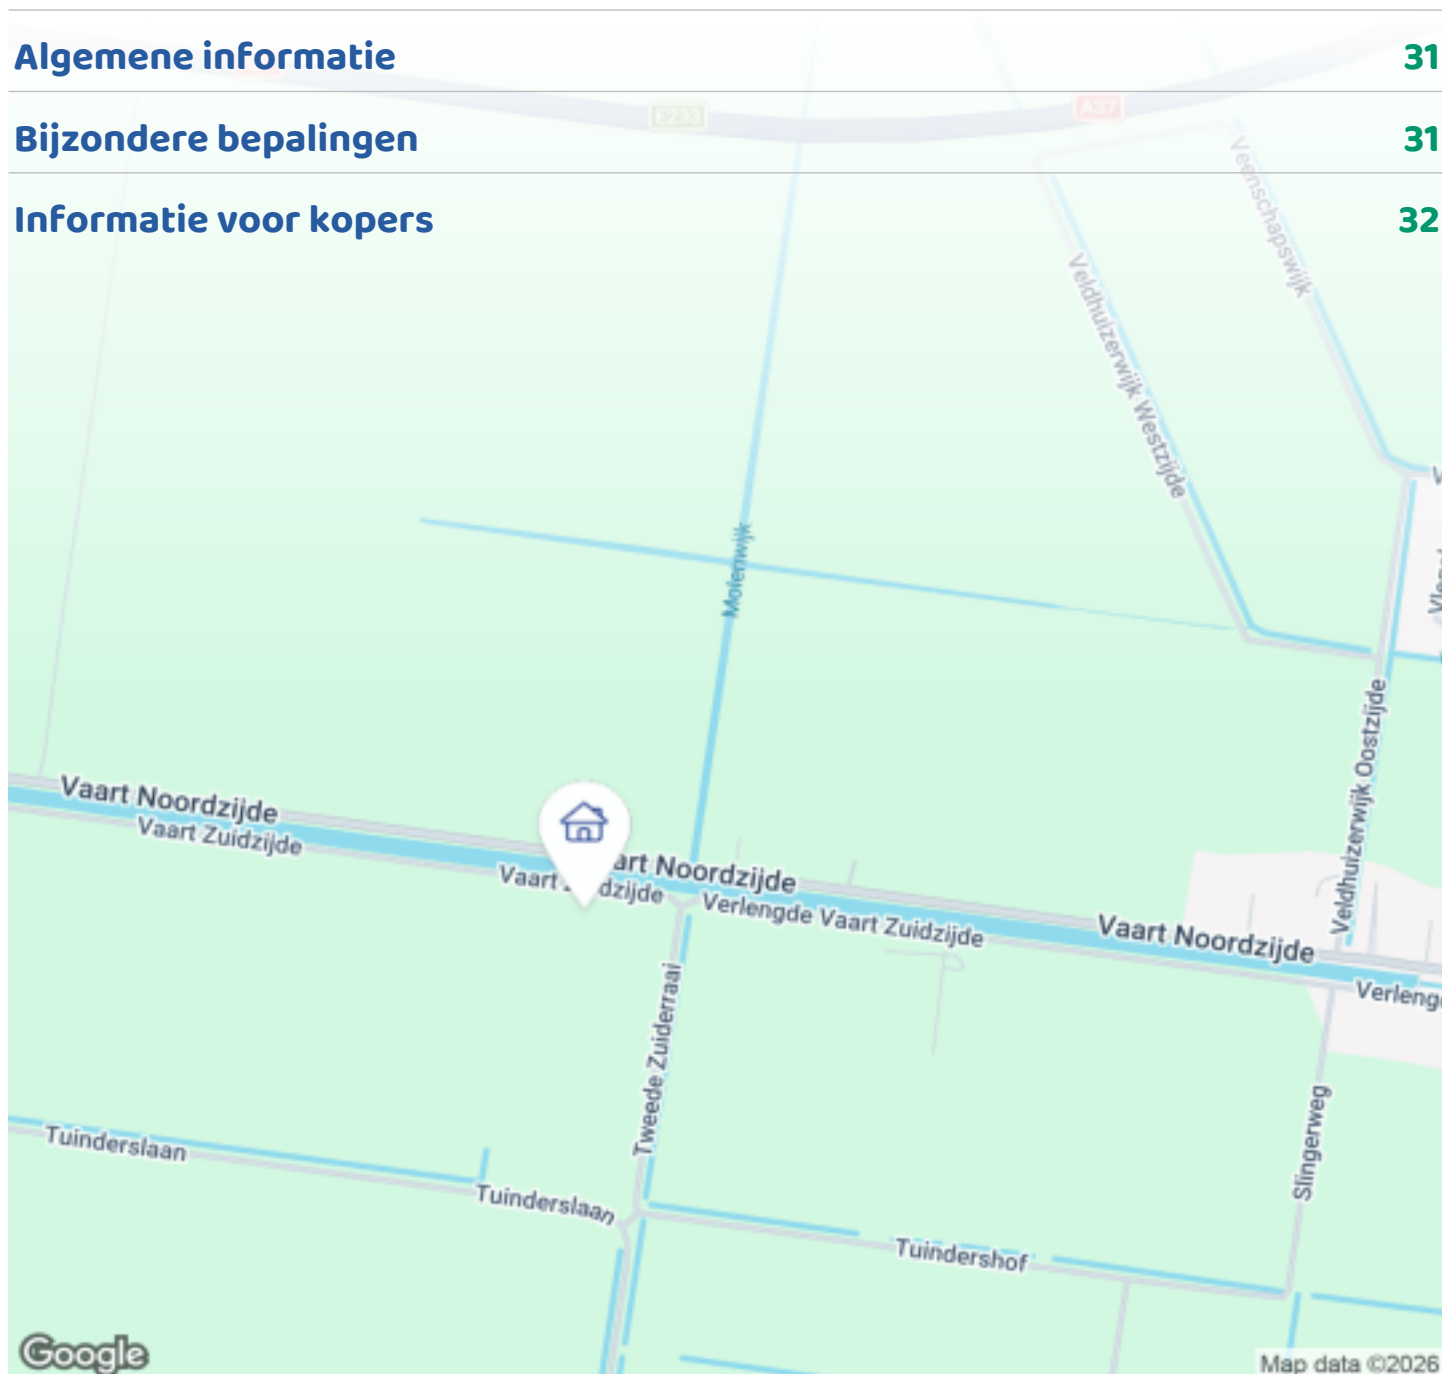 Algemene informatie 31
E233
A37
Bijzondere bepalingen 31
Veenschapswijk
Informatie voor kopers 32
Veldhuizerwijk Westzijde
Molenwijk
Veldhuizerwijk Oostzijde
Vaart Noordzijde
Vaart Zuidzijde
art Noordzijde
Vaart Z dzijde
Verlengde Vaart Zuidzijde
Vaart Noordzijde
Verleng
Tweede Zuiderraai
Slingerweg
Tuinderslaan
Tuinderslaan
Tuindershof
Google
Map data ©2026